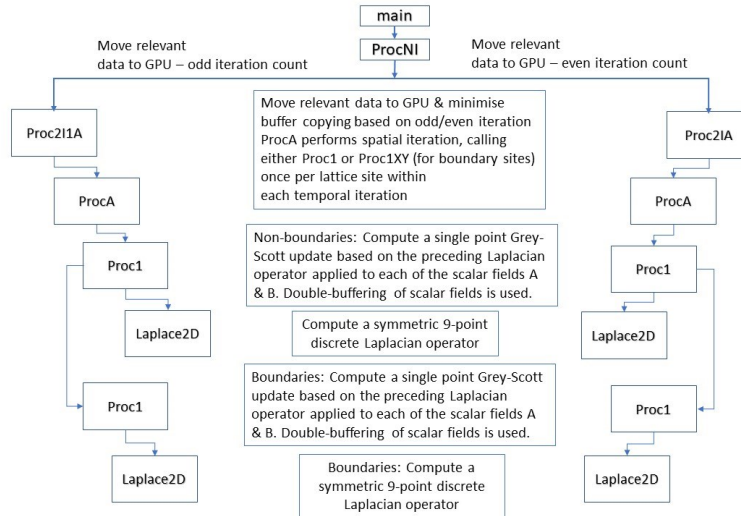 main
ProcNI
Move relevant
data to GPU – odd iteration count
Move relevant
data to GPU – even iteration count
Proc2I1A
Proc2IA
Move relevant data to GPU & minimise
buffer copying based on odd/even iteration
ProcA performs spatial iteration, calling
either Proc1 or Proc1XY (for boundary sites)
once per lattice site within
each temporal iteration
ProcA
ProcA
Proc1
Proc1
Non-boundaries: Compute a single point Grey-
Scott update based on the preceding Laplacian
operator applied to each of the scalar fields A
& B. Double-buffering of scalar fields is used.
Laplace2D
Laplace2D
Compute a symmetric 9-point
discrete Laplacian operator
Proc1
Proc1
Boundaries: Compute a single point Grey-Scott
update based on the preceding Laplacian
operator applied to each of the scalar fields A
& B. Double-buffering of scalar fields is used.
Laplace2D
Laplace2D
Boundaries: Compute a
symmetric 9-point discrete
Laplacian operator